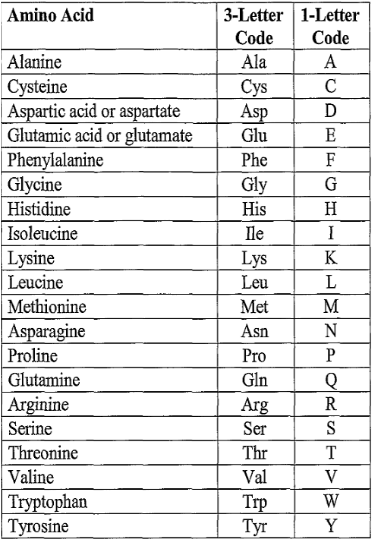 Amino Acid 3-Letter Code 1-Letter Code
Alanine Ala A
Cysteine Cys C
Aspartic acid or aspartate Asp D
Glutamic acid or glutamate Glu E
Phenylalanine Phe F
Glycine Gly G
Histidine His H
Isoleucine Ile I
Lysine Lys K
Leucine Leu L
Methionine Met M
Asparagine Asn N
Proline Pro P
Glutamine Gln Q
Arginine Arg R
Serine Ser S
Threonine Thr T
Valine Val V
Tryptophan Trp W
Tyrosine Tyr Y